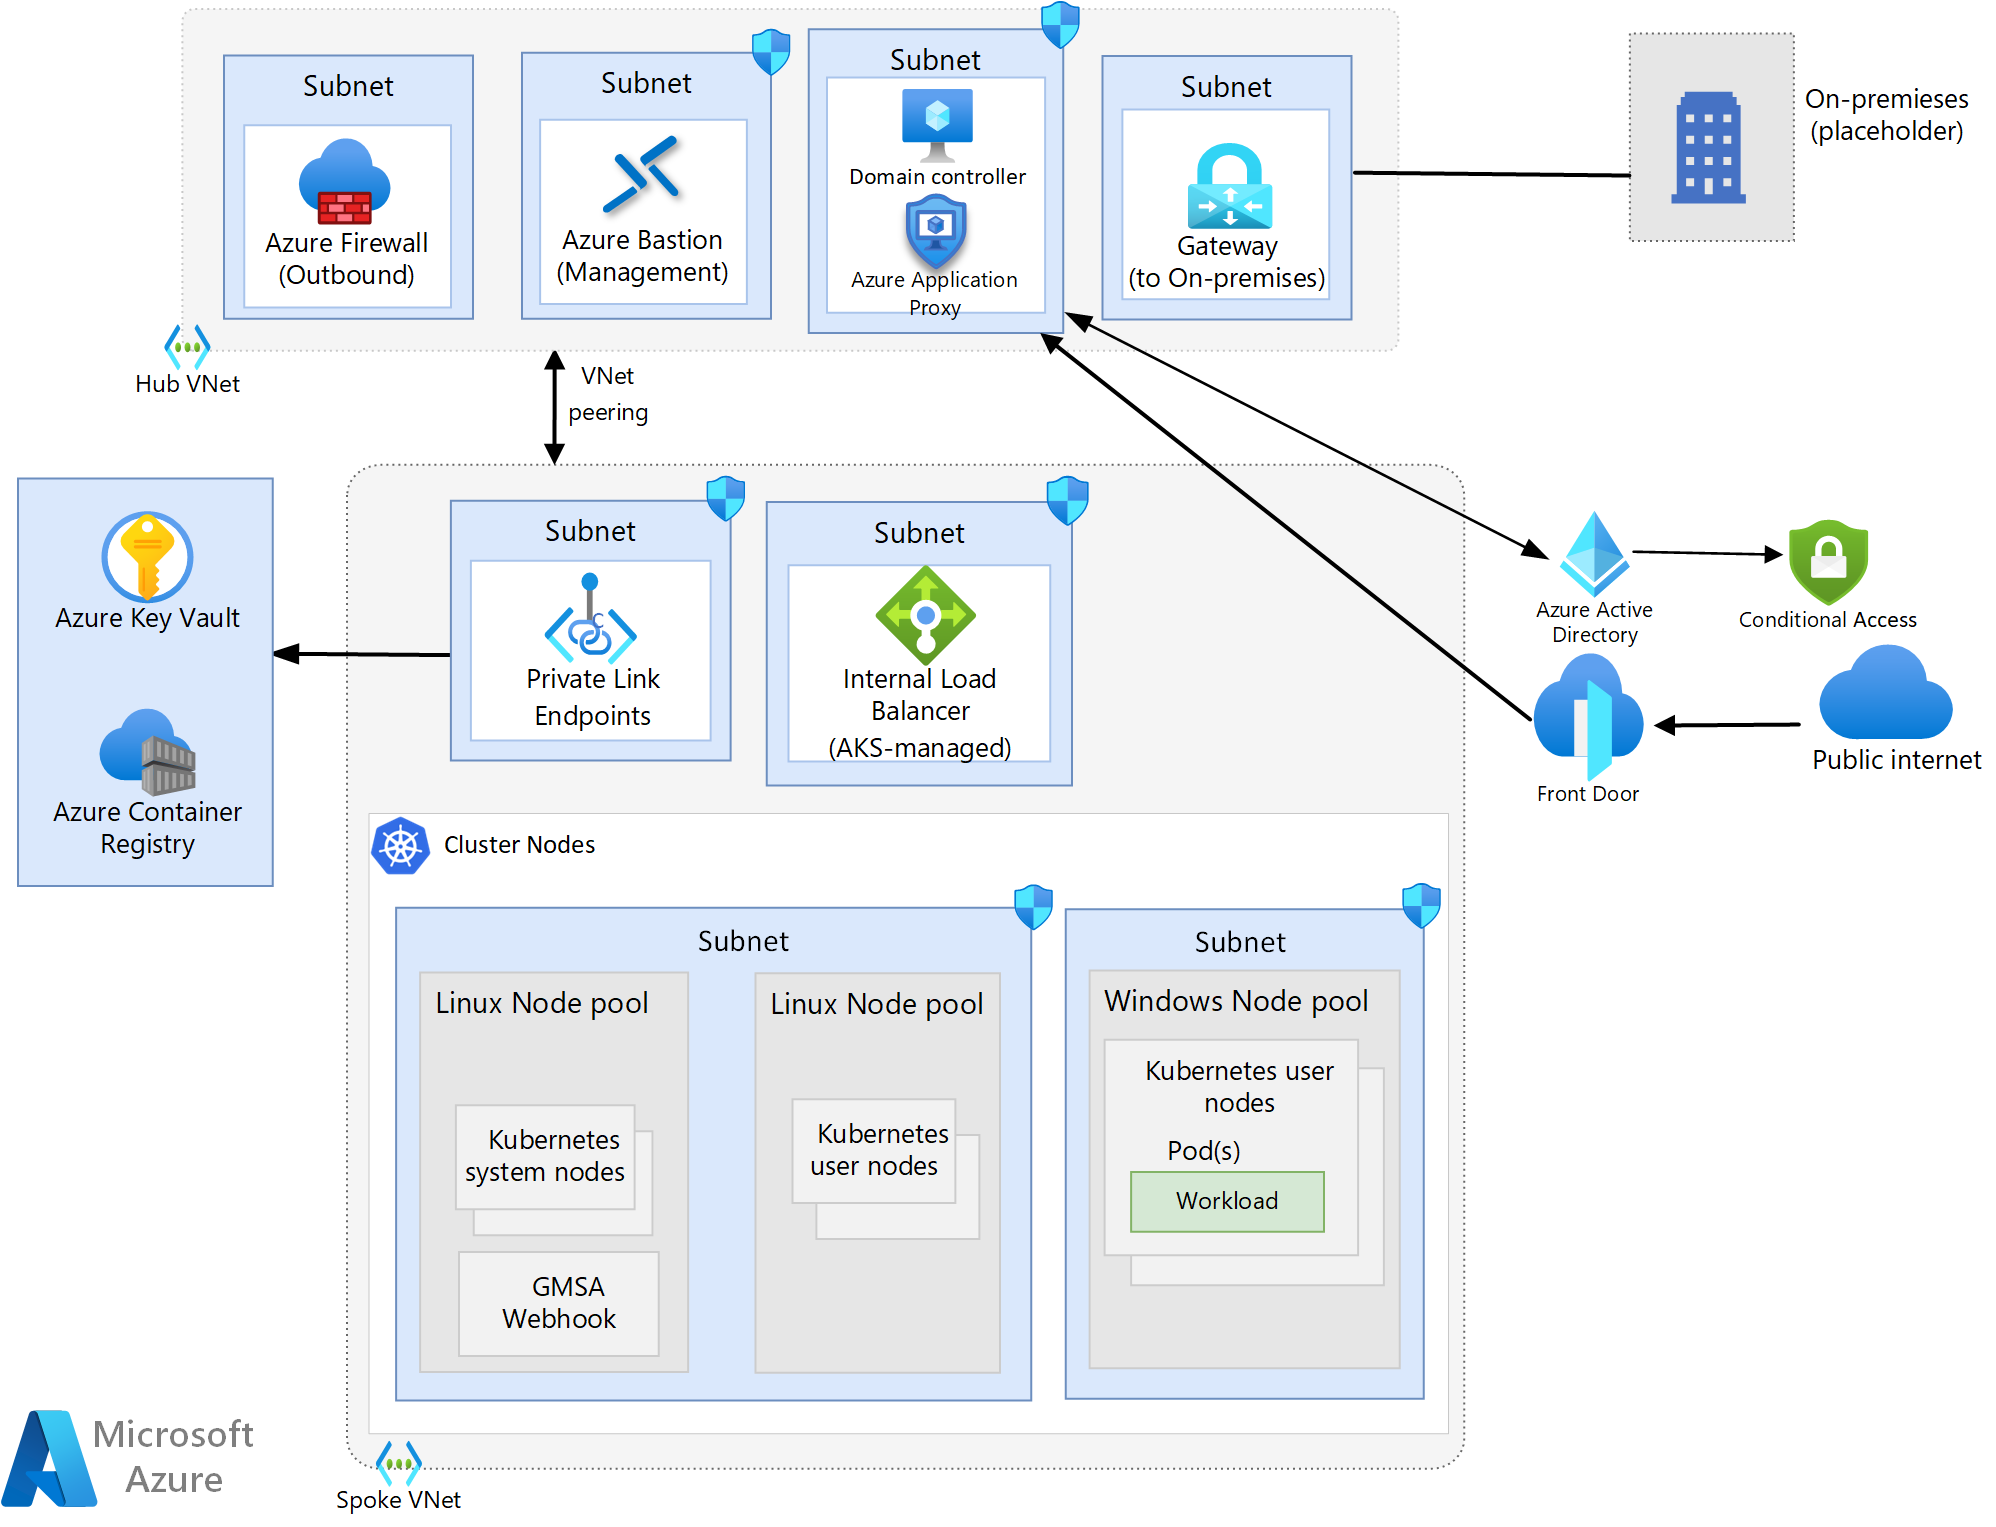 Subnet
Azure Firewall
(Outbound)
Subnet
Azure Bastion
(Management)
Subnet
Domain controller
Azure Application
Proxy
Subnet
Gateway
(to On-premises)
On-premieses
(placeholder)
Hub VNet
VNet
peering
Azure Key Vault
Azure Container
Registry
Subnet
Private Link
Endpoints
Subnet
Internal Load
Balancer
(AKS-managed)
Azure Active
Directory
Conditional Access
Front Door
Public internet
Cluster Nodes
Subnet
Linux Node pool
Kubernetes
system nodes
GMSA
Webhook
Linux Node pool
Kubernetes
user nodes
Subnet
Windows Node pool
Kubernetes user
nodes
Pod(s)
Workload
Spoke VNet
Microsoft
Azure